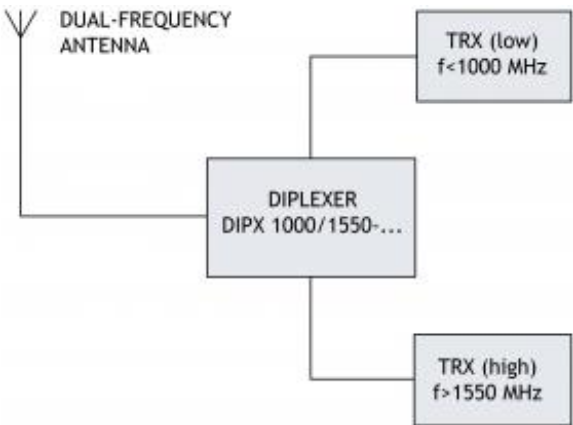 DUAL-FREQUENCY
ANTENNA
TRX (low)
f<1000 MHz
DIPLEXER
DIPX 1000/1550-...
TRX (high)
f>1550 MHz